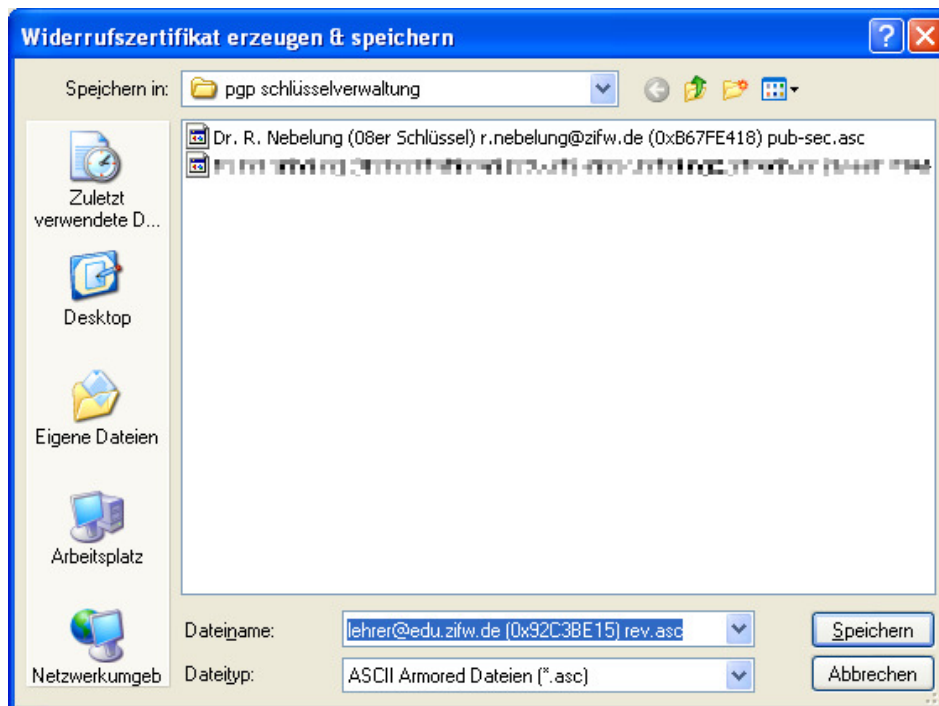 Widerrufszertifikat erzeugen & speichern
Speichern in:
pgp schlüsselverwaltung
Dr. R. Nebelung (08er Schlüssel) r.nebelung@zifw.de (0xB67FE418) pub-sec.asc
Zuletzt
verwendete D...
Desktop
Eigene Dateien
Arbeitsplatz
Netzwerkumgeb
Dateiname:
lehrer@edu.zifw.de (0x92C3BE15) rev.asc
Speichern
Dateityp:
ASCII Armored Dateien (*.asc)
Abbrechen